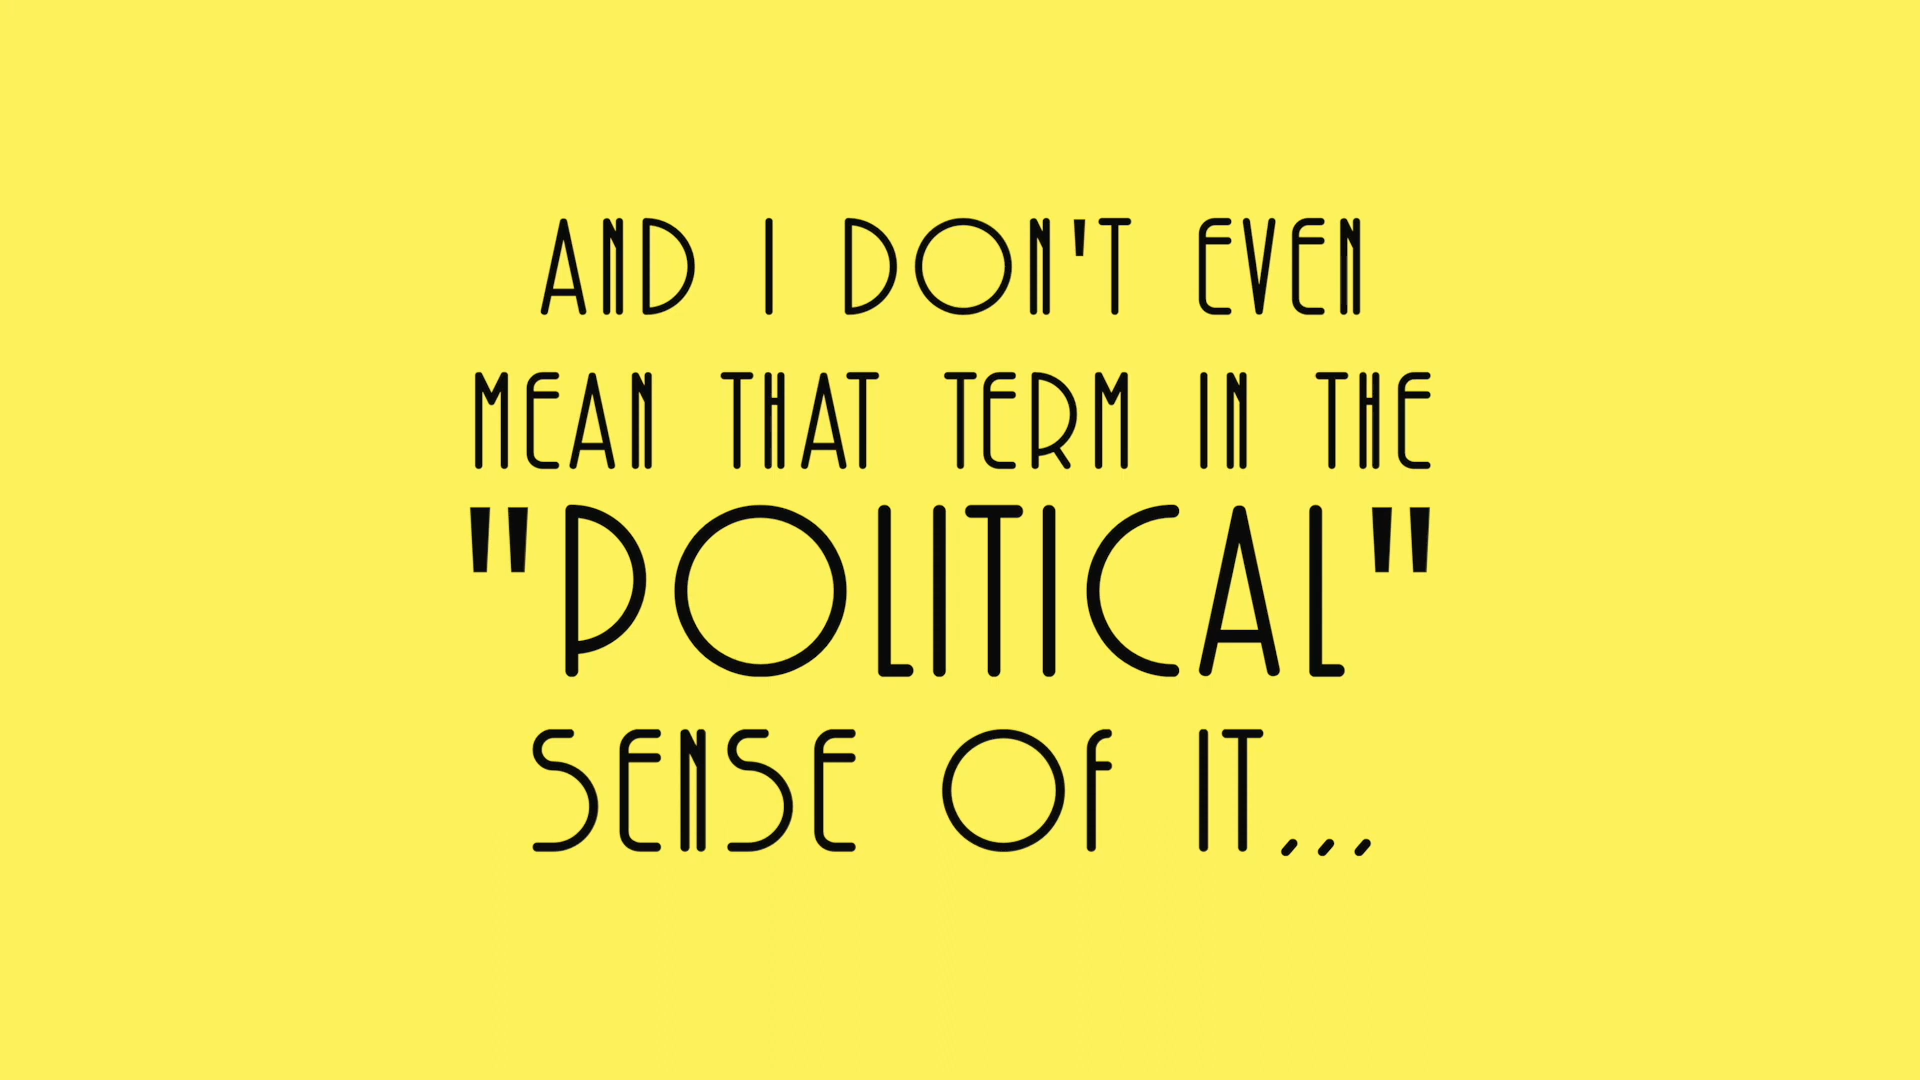 AND I DON'T EVEN
MEAN THAT TERM IN THE
"POLITICAL"
SENSE OF IT...